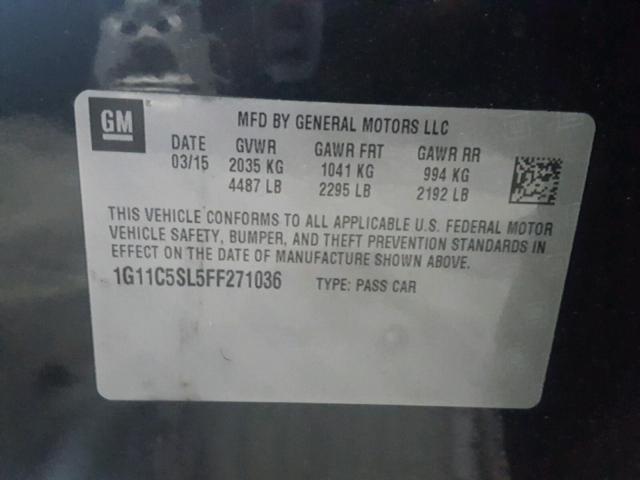 GM
MFD BY GENERAL MOTORS LLC
DATE GVWR GAWR FRT GAWR RR
03/15 2035 KG 1041 KG 994 KG
4487 LB 2295 LB 2192 LB
THIS VEHICLE CONFORMS TO ALL APPLICABLE U.S. FEDERAL MOTOR
VEHICLE SAFETY, BUMPER, AND THEFT PREVENTION STANDARDS IN
EFFECT ON THE DATE OF MANUFACTURE SHOWN ABOVE.
1G11C5SL5FF271036 TYPE: PASS CAR